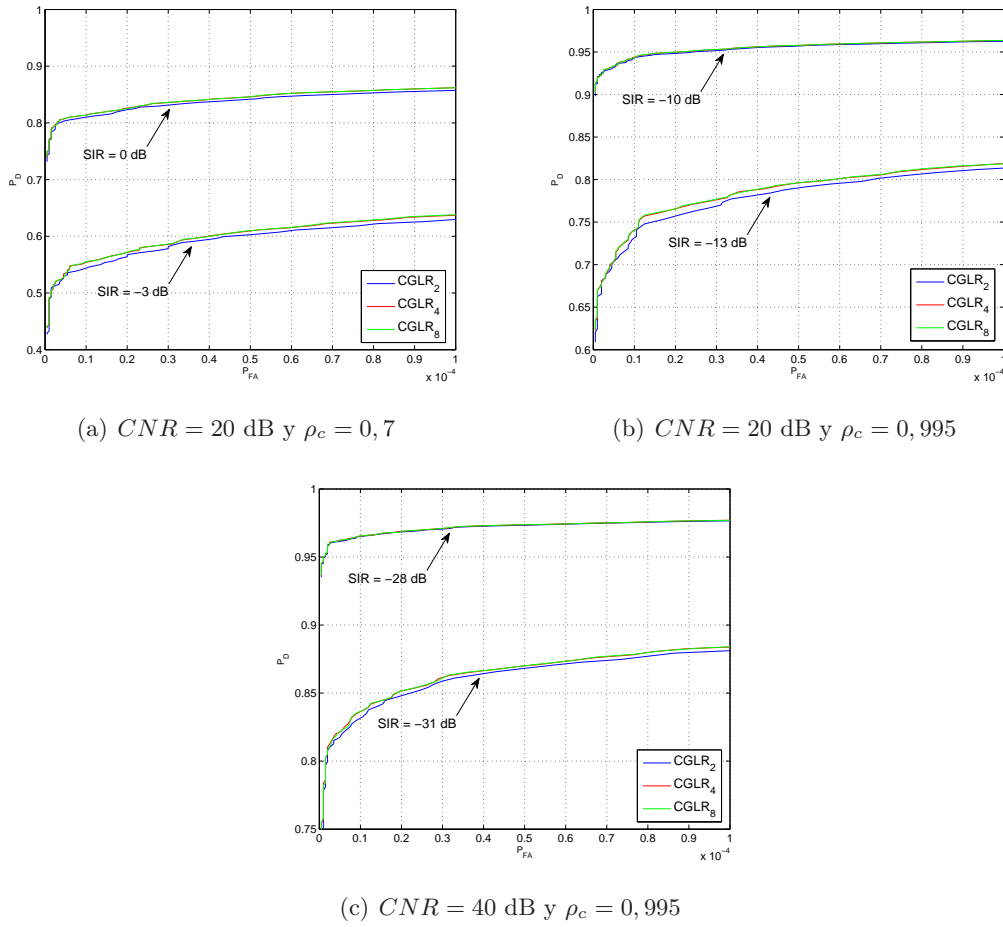 1
0.9
0.8
0.7
0.6
0.5
0.4
P_D
SIR = 0 dB
SIR = −3 dB
CGLR_2
CGLR_4
CGLR_8
0 0.1 0.2 0.3 0.4 0.5 0.6 0.7 0.8 0.9 1
P_FA
x 10^−4
(a) CNR = 20 dB y ρ_c = 0,7
1
0.95
0.9
0.85
0.8
0.75
0.7
0.65
0.6
P_D
SIR = −10 dB
SIR = −13 dB
CGLR_2
CGLR_4
CGLR_8
0 0.1 0.2 0.3 0.4 0.5 0.6 0.7 0.8 0.9 1
P_FA
x 10^−4
(b) CNR = 20 dB y ρ_c = 0,995
1
0.95
0.9
0.85
0.8
0.75
P_D
SIR = −28 dB
SIR = −31 dB
CGLR_2
CGLR_4
CGLR_8
0 0.1 0.2 0.3 0.4 0.5 0.6 0.7 0.8 0.9 1
P_FA
x 10^−4
(c) CNR = 40 dB y ρ_c = 0,995